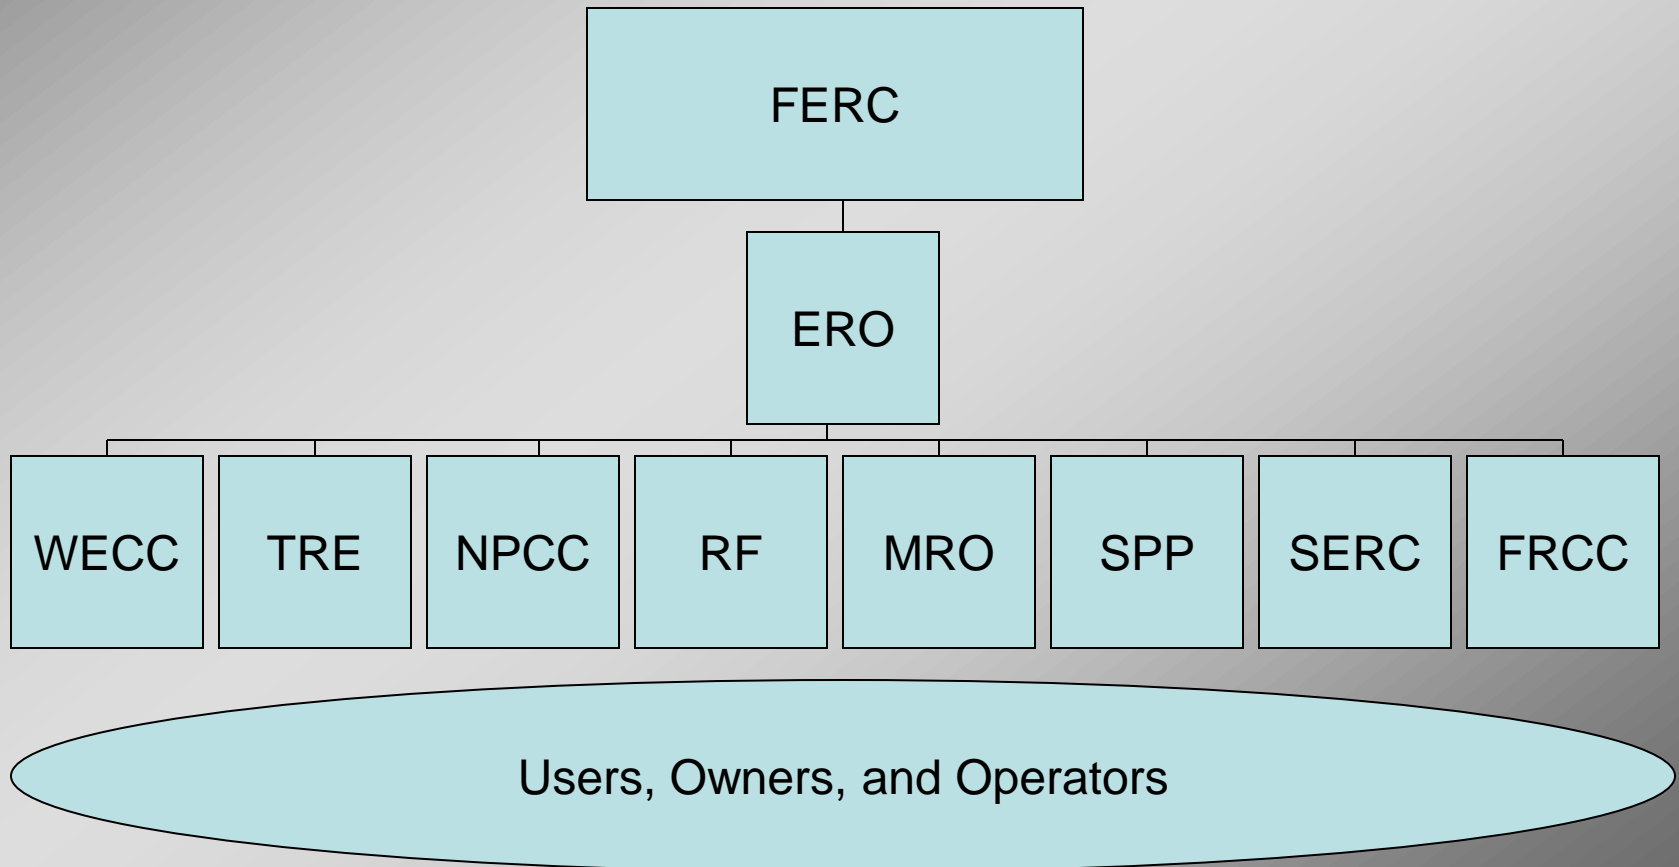 FERC
ERO
WECC
TRE
NPCC
RF
MRO
SPP
SERC
FRCC
Users, Owners, and Operators